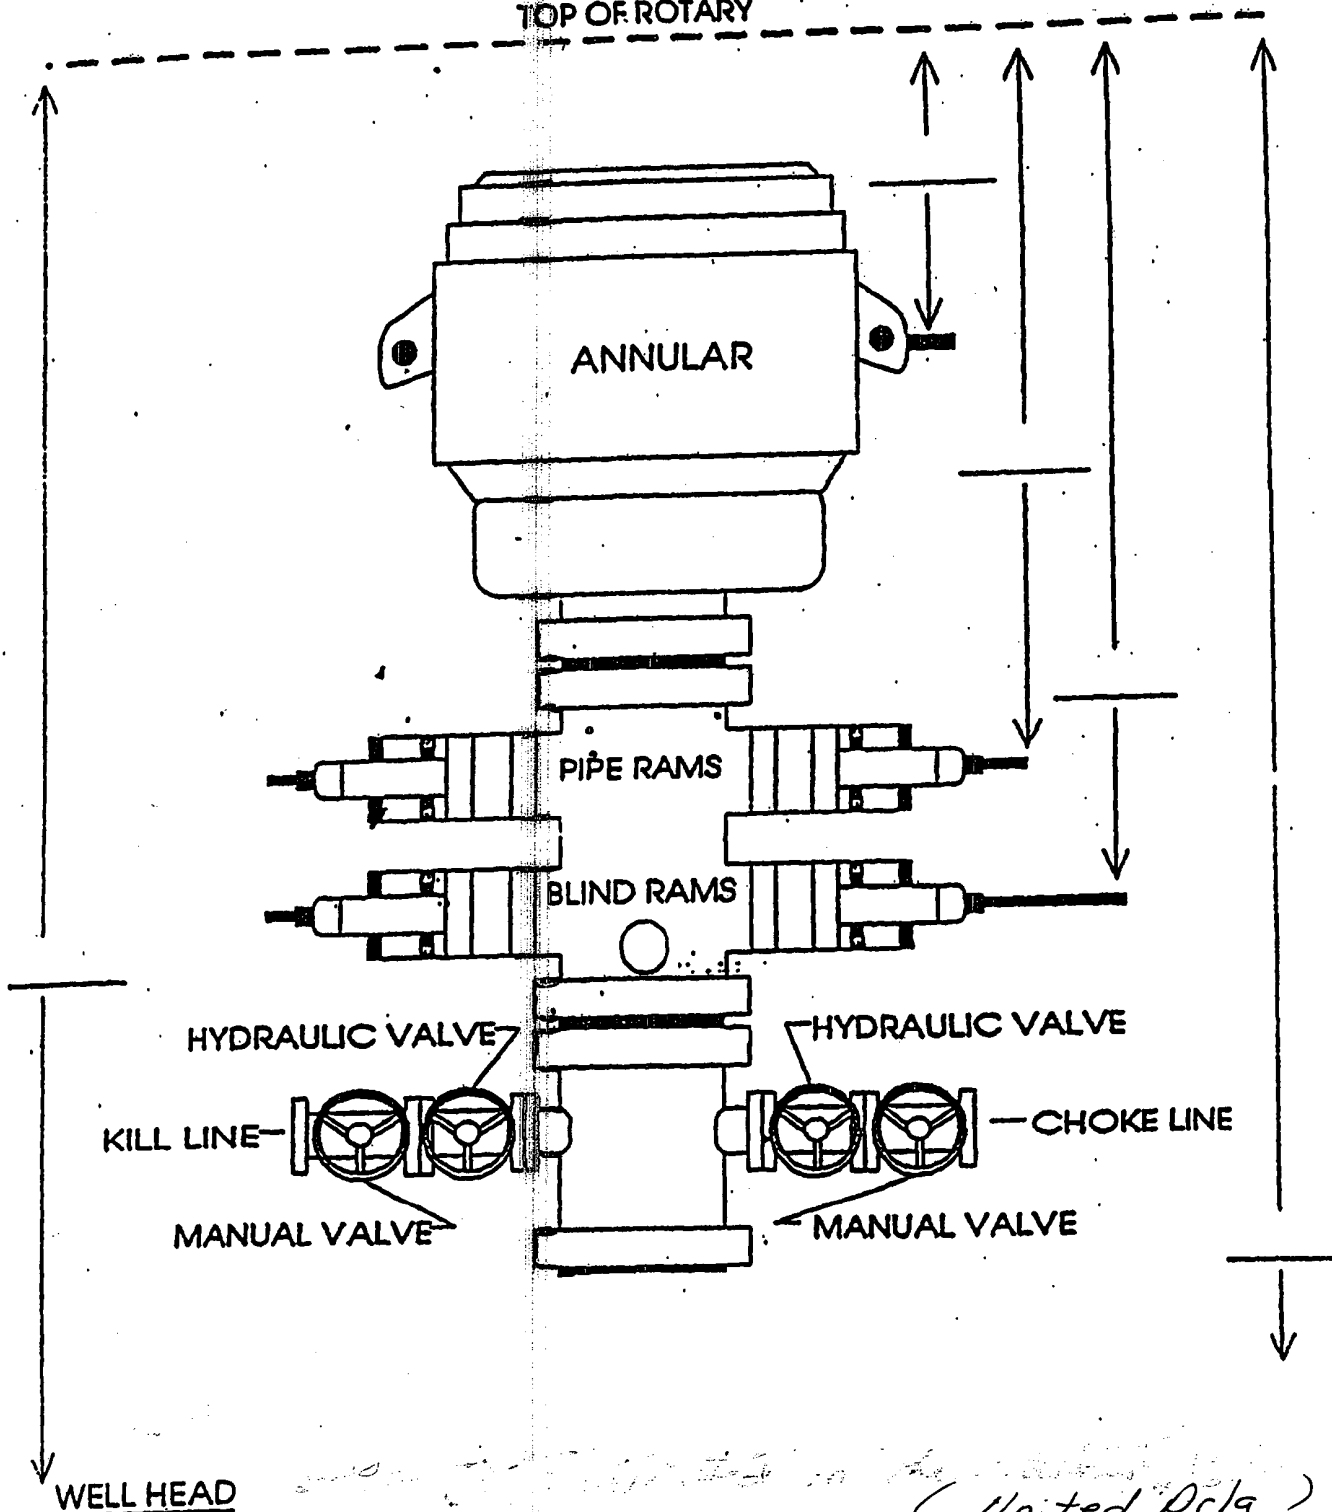 TOP OF ROTARY
ANNULAR
PIPE RAMS
BLIND RAMS
HYDRAULIC VALVE
HYDRAULIC VALVE
KILL LINE
CHOKE LINE
MANUAL VALVE
MANUAL VALVE
WELL HEAD